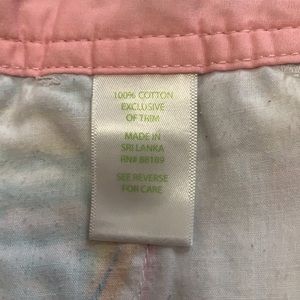 100% COTTON
EXCLUSIVE
OF TRIM
MADE IN
SRI LANKA
RN# 88189
SEE REVERSE
FOR CARE